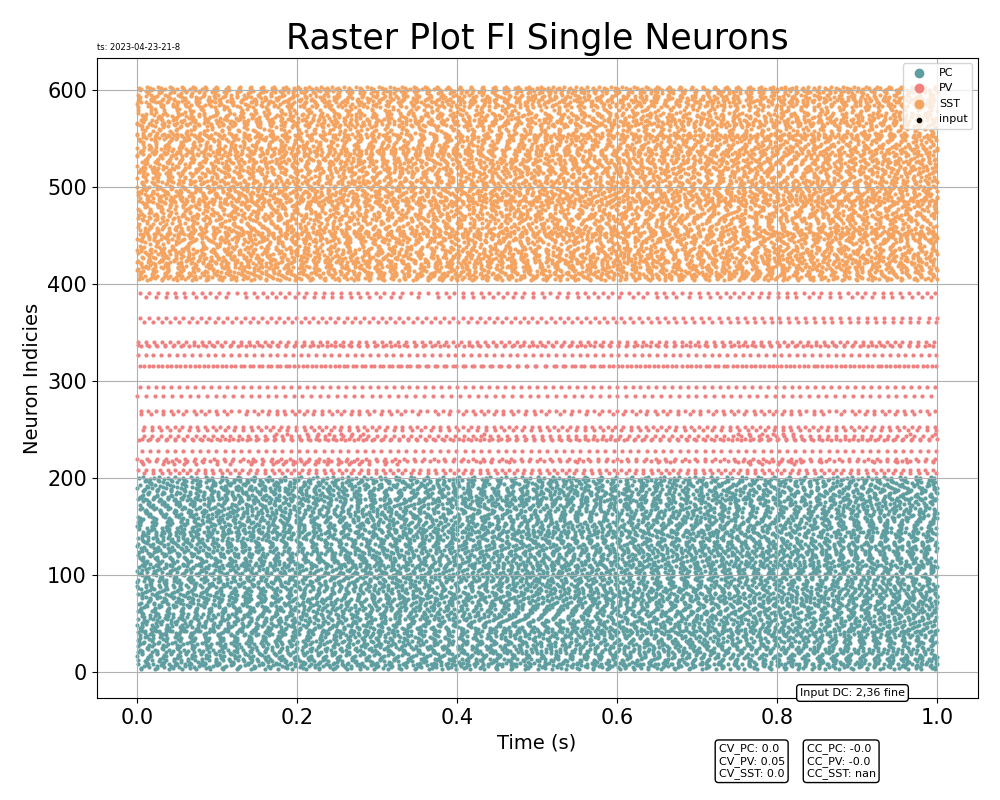 Raster Plot FI Single Neurons
ts: 2023-04-23-21-8
PC
PV
SST
input
600
500
400
300
200
100
0
Neuron Indicies
0.0 0.2 0.4 0.6 0.8 1.0
Time (s)
Input DC: 2,36 fine
CV_PC: 0.0
CV_PV: 0.05
CV_SST: 0.0
CC_PC: -0.0
CC_PV: -0.0
CC_SST: nan